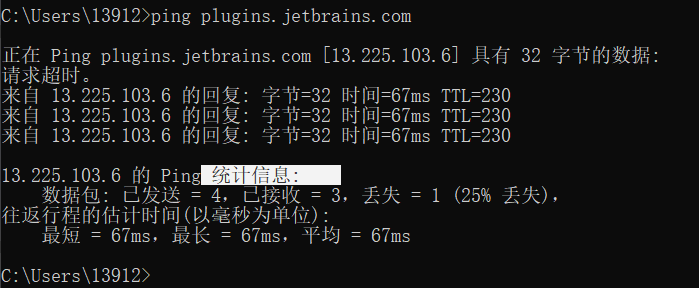 C:\Users\13912>ping plugins.jetbrains.com
正在 Ping plugins.jetbrains.com [13.225.103.6] 具有 32 字节的数据:
请求超时。
来自 13.225.103.6 的回复: 字节=32 时间=67ms TTL=230
来自 13.225.103.6 的回复: 字节=32 时间=67ms TTL=230
来自 13.225.103.6 的回复: 字节=32 时间=67ms TTL=230
13.225.103.6 的 Ping 统计信息:
数据包: 已发送 = 4，已接收 = 3，丢失 = 1 (25% 丢失)，
往返行程的估计时间(以毫秒为单位):
最短 = 67ms，最长 = 67ms，平均 = 67ms
C:\Users\13912>